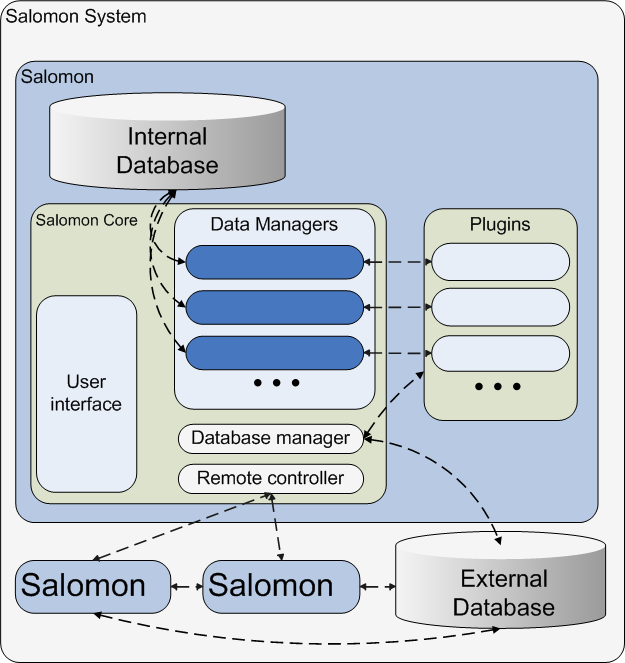 Salomon System
Salomon
Internal
Database
Salomon Core
Data Managers
Plugins
User
interface
• • •
• • •
Database manager
Remote controller
Salomon
Salomon
External
Database